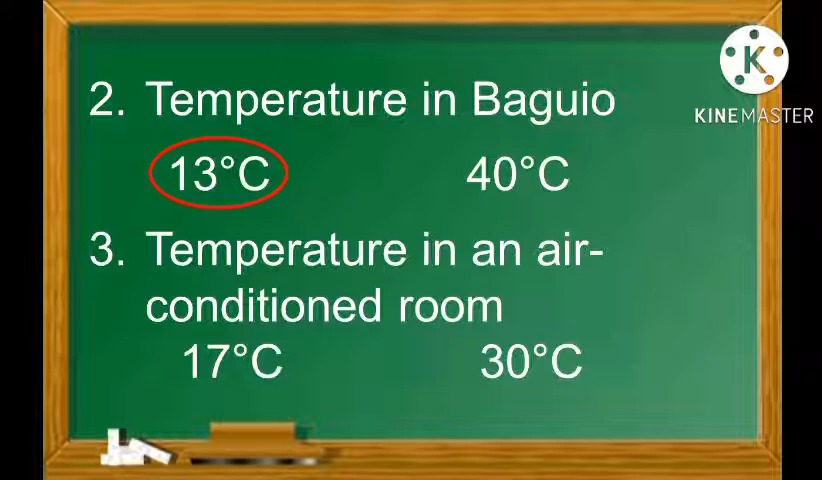 2. Temperature in Baguio
13°C 40°C
3. Temperature in an air-
conditioned room
17°C 30°C
K
KINEMASTER